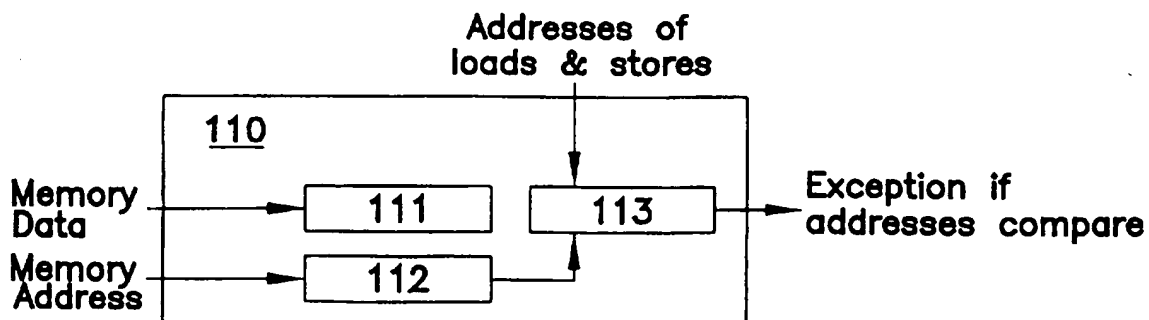 Addresses of
loads & stores
110
Memory
Data
111
113
Exception if
addresses compare
Memory
Address
112